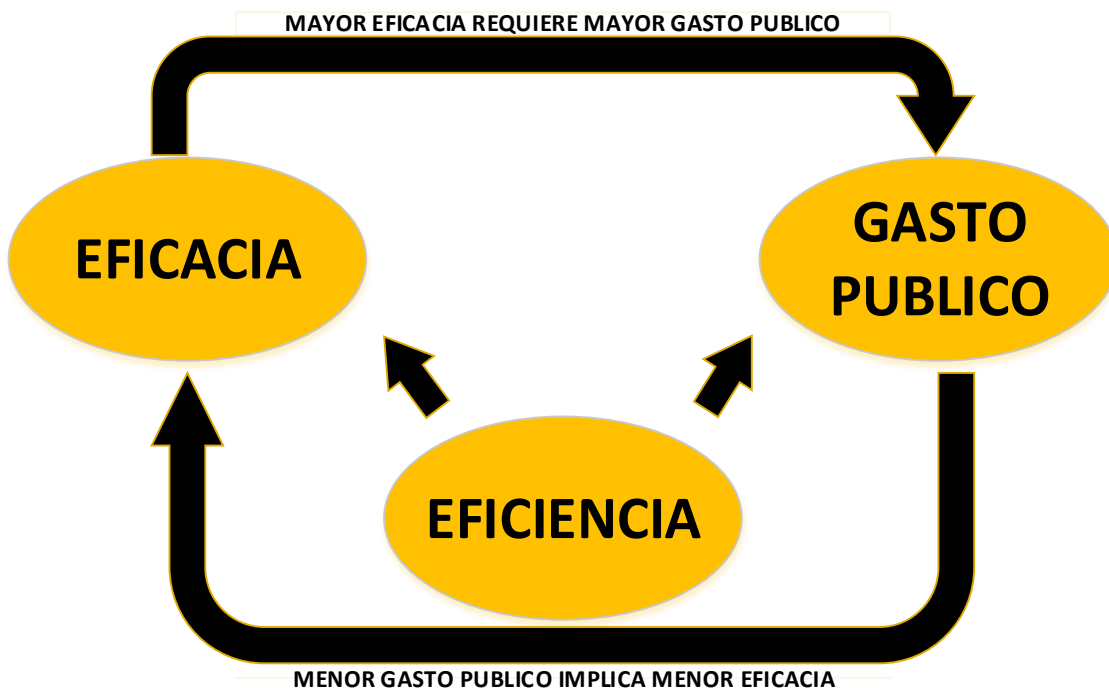 MAYOR EFICACIA REQUIERE MAYOR GASTO PUBLICO
EFICACIA
GASTO
PUBLICO
EFICIENCIA
MENOR GASTO PUBLICO IMPLICA MENOR EFICACIA